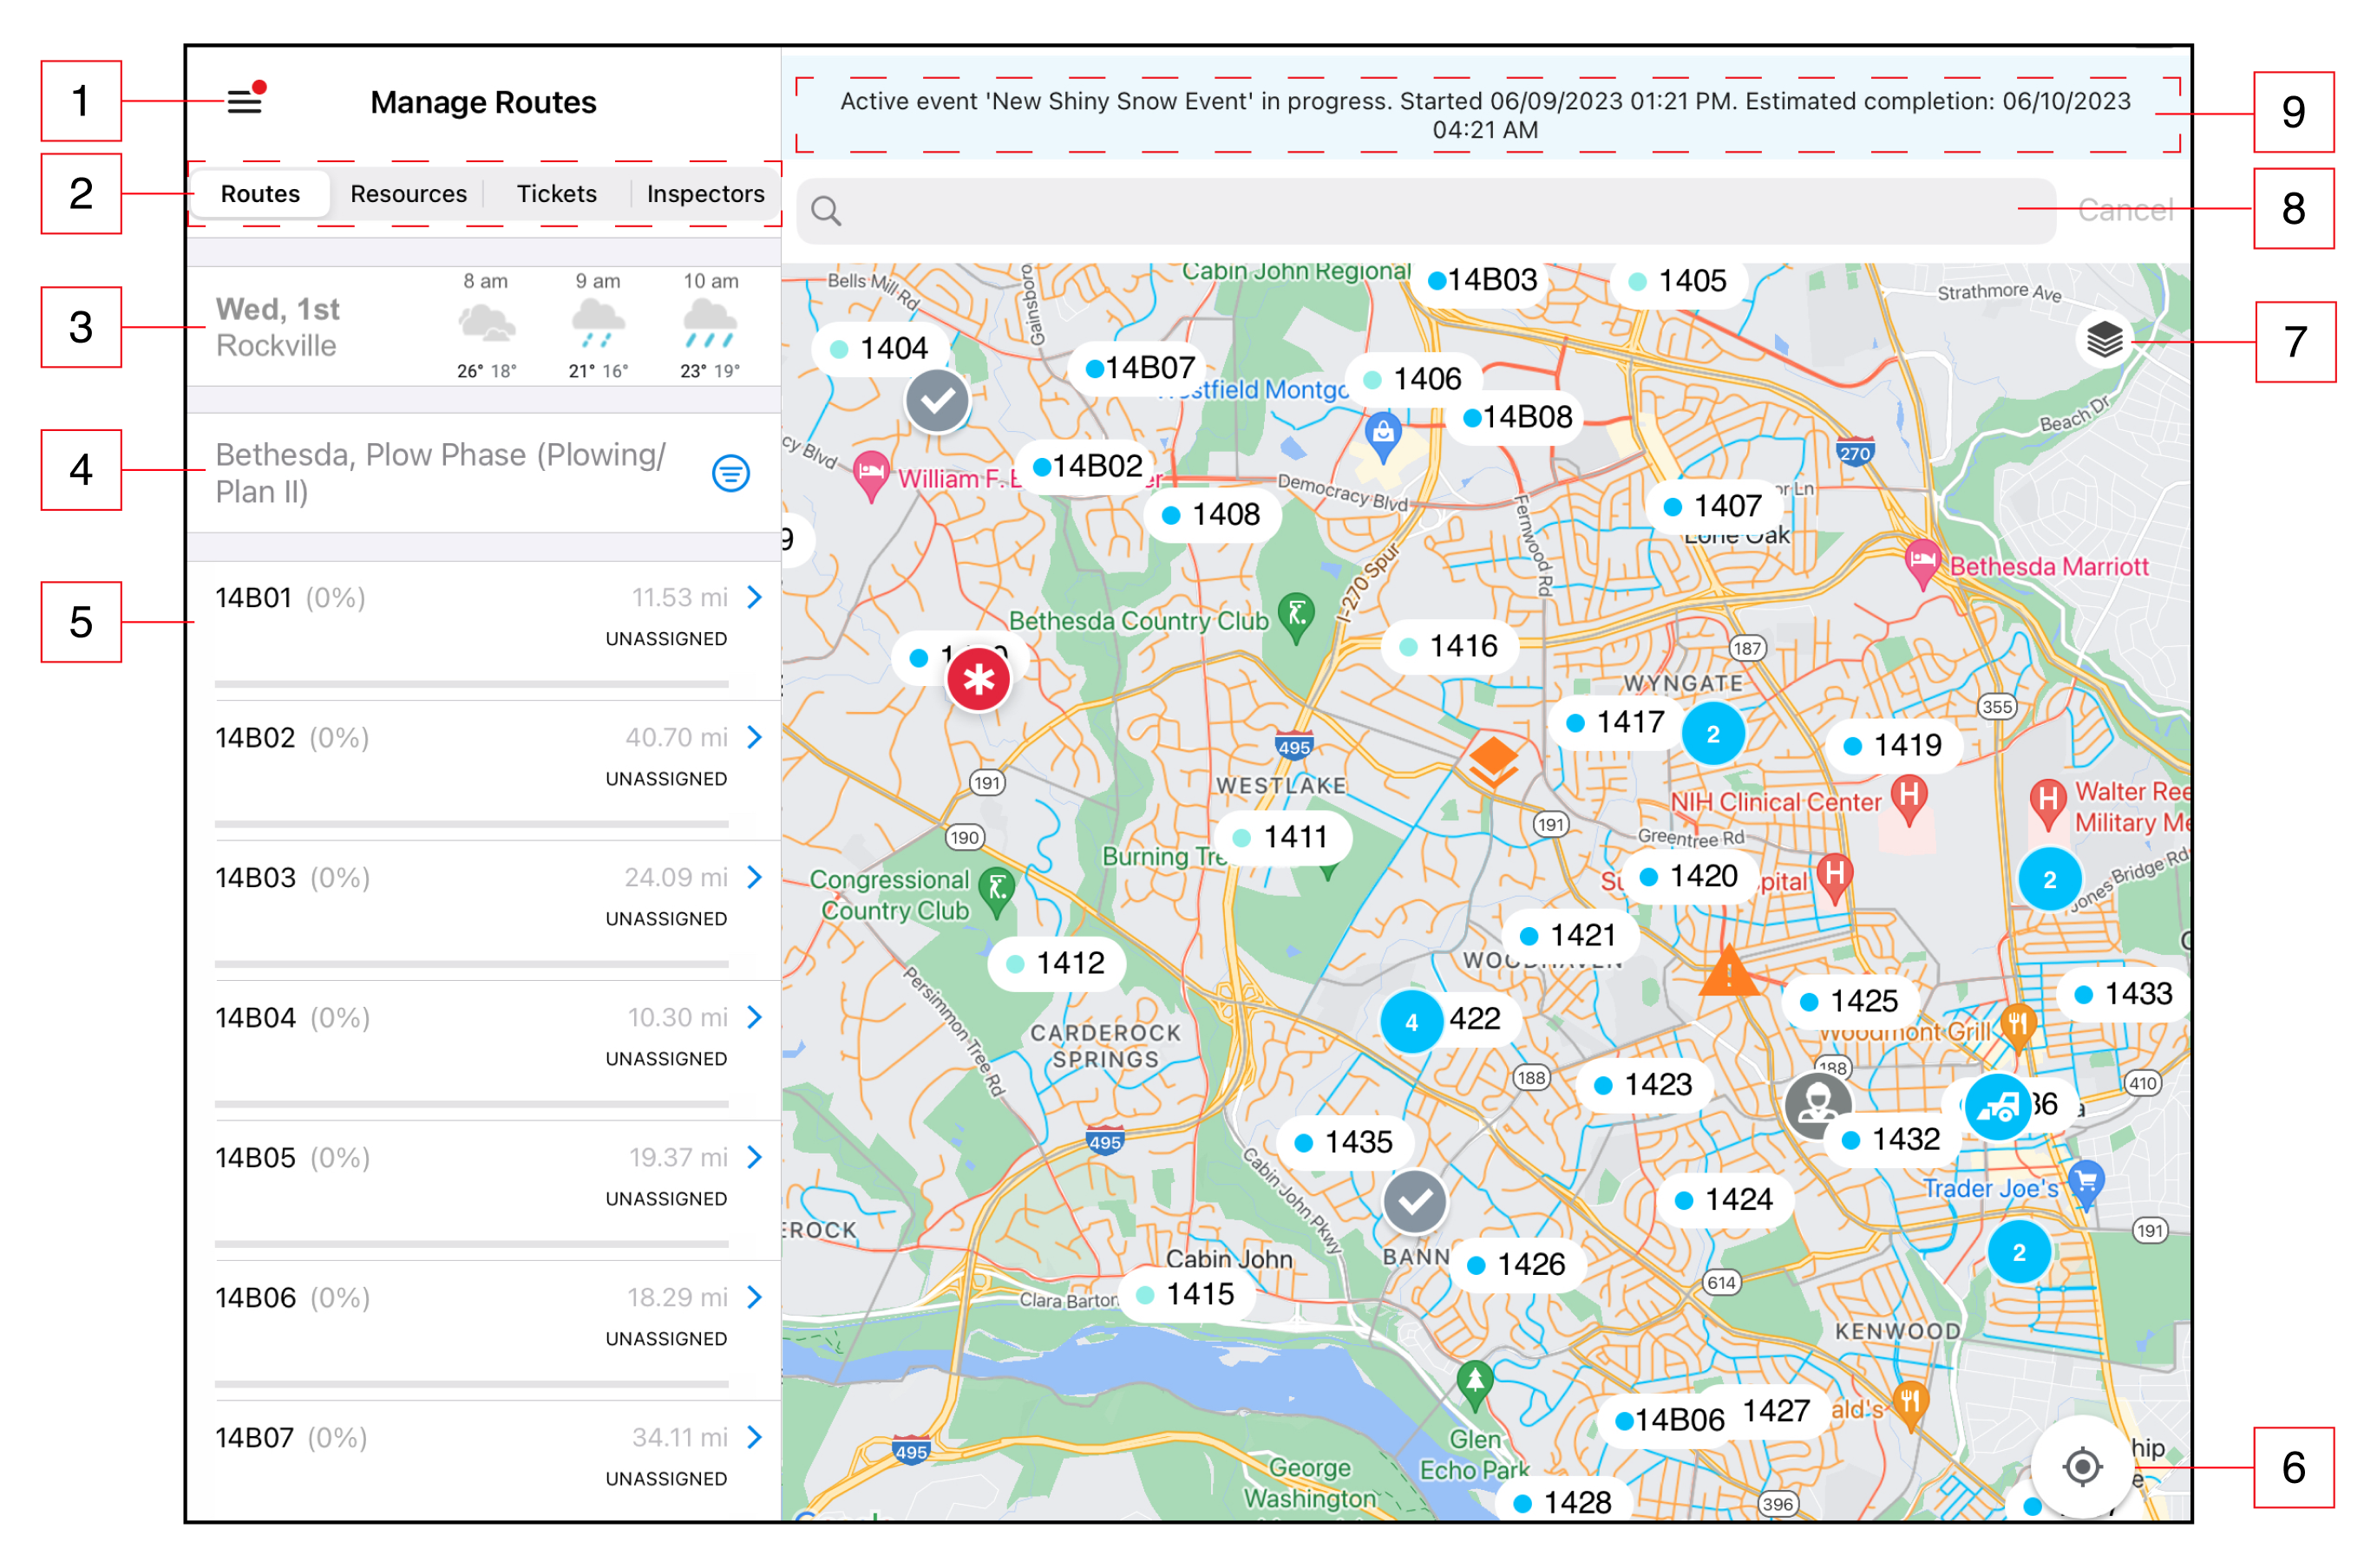 1
Manage Routes
Active event 'New Shiny Snow Event' in progress. Started 06/09/2023 01:21 PM. Estimated completion: 06/10/2023
04:21 AM
9
2
Routes Resources Tickets Inspectors
Cancel
8
3
Wed, 1st
Rockville
8 am 9 am 10 am
26° 18° 21° 16° 23° 19°
4
Bethesda, Plow Phase (Plowing/
Plan II)
5
14B01 (0%) 11.53 mi
UNASSIGNED
14B02 (0%) 40.70 mi
UNASSIGNED
14B03 (0%) 24.09 mi
UNASSIGNED
14B04 (0%) 10.30 mi
UNASSIGNED
14B05 (0%) 19.37 mi
UNASSIGNED
14B06 (0%) 18.29 mi
UNASSIGNED
14B07 (0%) 34.11 mi
UNASSIGNED
Cabin John Regional
14B03
1405
Bells Mill Rd
Gainsboro
Strathmore Ave
7
1404
14B07
1406
14B08
Beach Dr
270
cy Blvd
14B02
William F.
Democracy Blvd
1408
Fernwood Rd
1407
or Ln
Lone Oak
9
I-270 Spur
Bethesda Marriott
Bethesda Country Club
1416
187
WYNGATE
355
1417
2
1419
495
191
WESTLAKE
NIH Clinical Center
H
H
Walter Ree
Military Me
190
1411
191
Greentree Rd
Burning Tre
Congressional
Country Club
1420
pital
H
2
Jones Bridge Rd
1421
1412
WOODHAVEN
Persimmon Tree Rd
1425
1433
4
422
Woodmont Grill
CARDEROCK
SPRINGS
188
188
1423
410
36
a
495
1435
1432
Cabin John Pkwy
1424
Trader Joe's
EROCK
191
Cabin John
BANN
1426
2
614
1415
Clara Barton
KENWOOD
14B06
1427
ald's
Glen
Echo Park
495
George
Washington
hip
e
6
1428
396